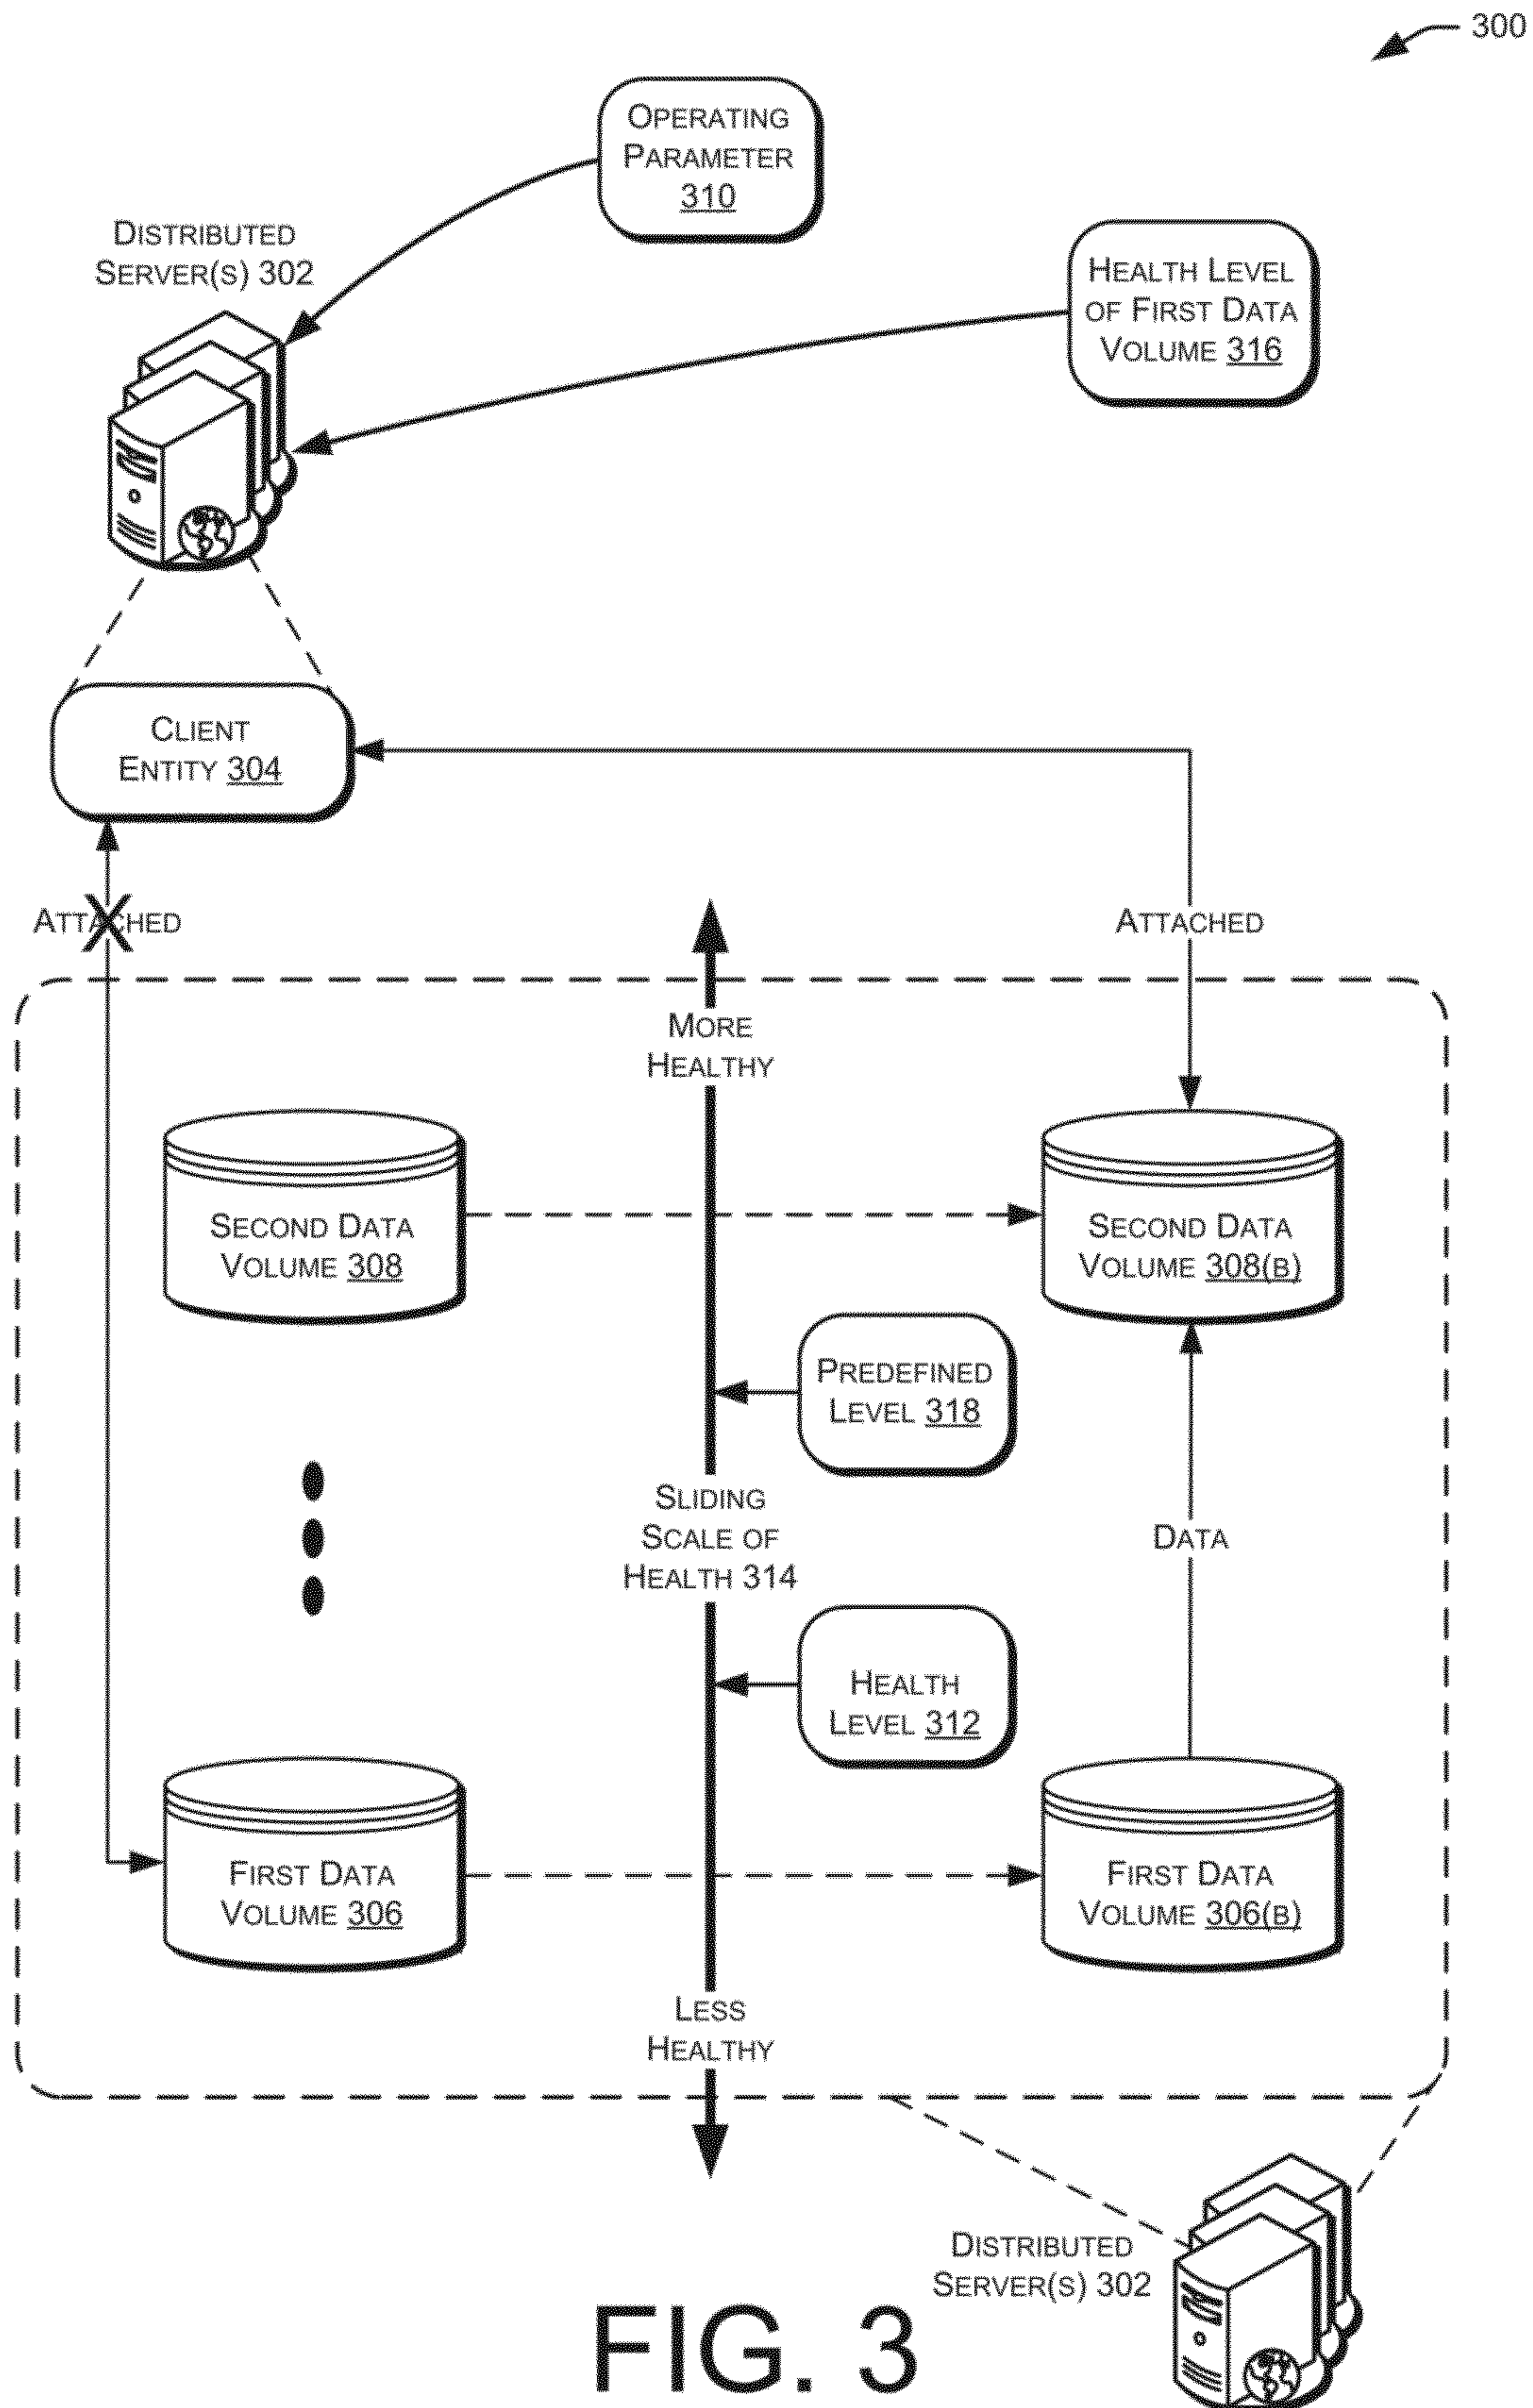 300
OPERATING
PARAMETER
310
DISTRIBUTED
SERVER(S) 302
HEALTH LEVEL
OF FIRST DATA
VOLUME 316
CLIENT
ENTITY 304
ATTACHED
ATTACHED
MORE
HEALTHY
SECOND DATA
VOLUME 308
SECOND DATA
VOLUME 308(B)
PREDEFINED
LEVEL 318
SLIDING
SCALE OF
HEALTH 314
DATA
HEALTH
LEVEL 312
FIRST DATA
VOLUME 306
FIRST DATA
VOLUME 306(B)
LESS
HEALTHY
DISTRIBUTED
SERVER(S) 302
FIG. 3